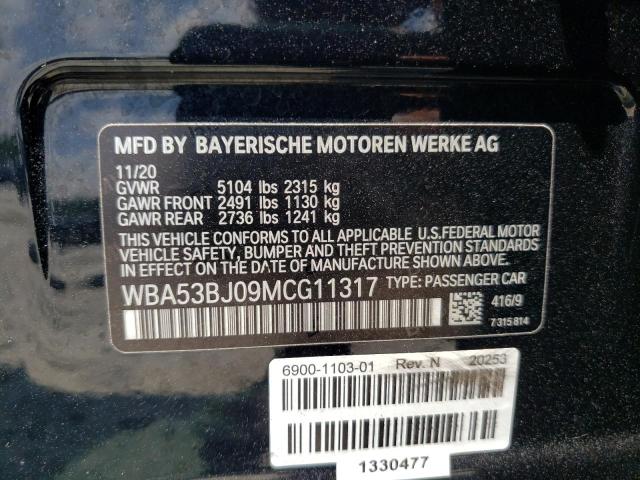 MFD BY BAYERISCHE MOTOREN WERKE AG
11/20
GVWR 5104 lbs 2315 kg
GAWR FRONT 2491 lbs 1130 kg
GAWR REAR 2736 lbs 1241 kg
THIS VEHICLE CONFORMS TO ALL APPLICABLE U.S.FEDERAL MOTOR
VEHICLE SAFETY, BUMPER AND THEFT PREVENTION STANDARDS
IN EFFECT ON THE DATE OF MANUFACTURE SHOWN ABOVE.
WBA53BJ09MCG11317 TYPE: PASSENGER CAR
416/9
7315814
6900-1103-01 Rev. N 20253
1330477